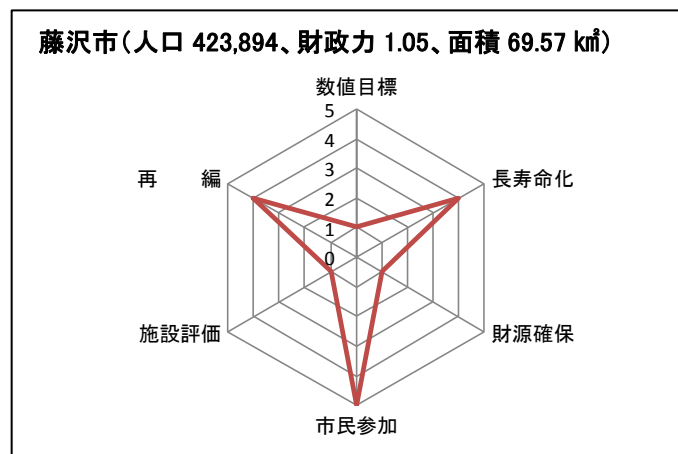 藤沢市(人口 423,894、財政力 1.05、面積 69.57 ㎢)
数値目標
5
4
3
2
1
0
再　　編
長寿命化
施設評価
財源確保
市民参加